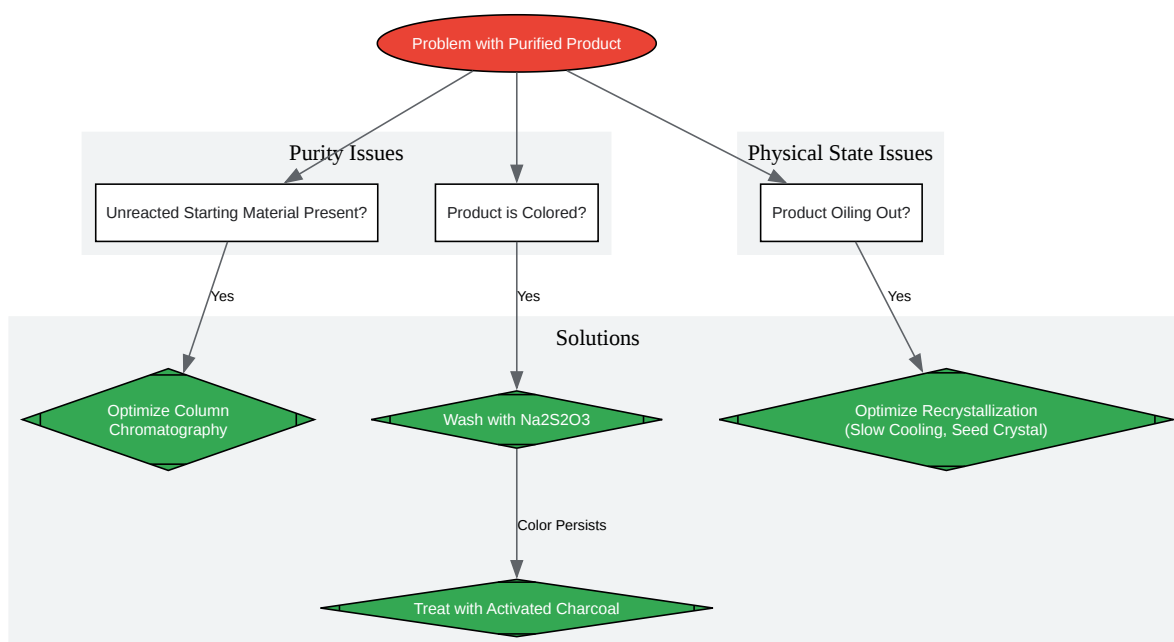 Problem with Purified Product
Purity Issues
Physical State Issues
Unreacted Starting Material Present?
Product is Colored?
Product Oiling Out?
Yes
Yes
Yes
Solutions
Optimize Column
Chromatography
Wash with Na2S2O3
Optimize Recrystallization
(Slow Cooling, Seed Crystal)
Color Persists
Treat with Activated Charcoal